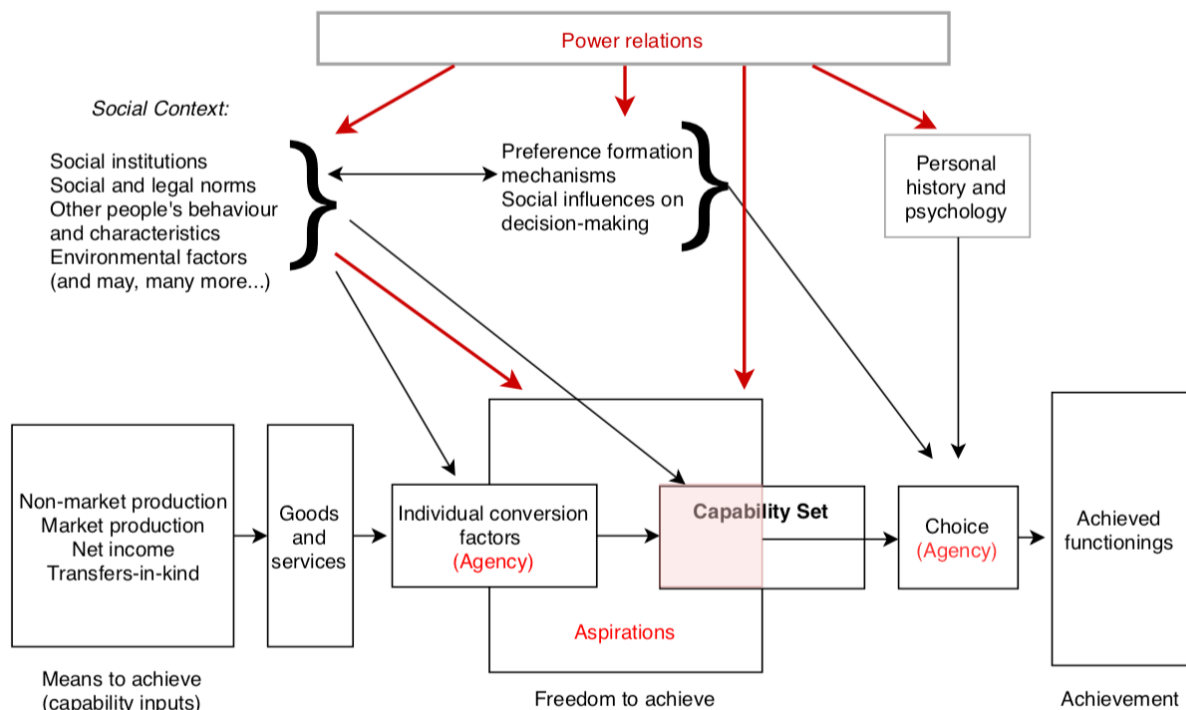 Power relations
Social Context:
Social institutions
Social and legal norms
Other people's behaviour
and characteristics
Environmental factors
(and may, many more...)
Preference formation
mechanisms
Social influences on
decision-making
Personal
history and
psychology
Non-market production
Market production
Net income
Transfers-in-kind
Goods
and
services
Individual conversion
factors
(Agency)
Capability Set
Choice
(Agency)
Achieved
functionings
Aspirations
Means to achieve
(capability inputs)
Freedom to achieve
Achievement